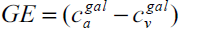 GE = (c_a^{gal} − c_v^{gal})